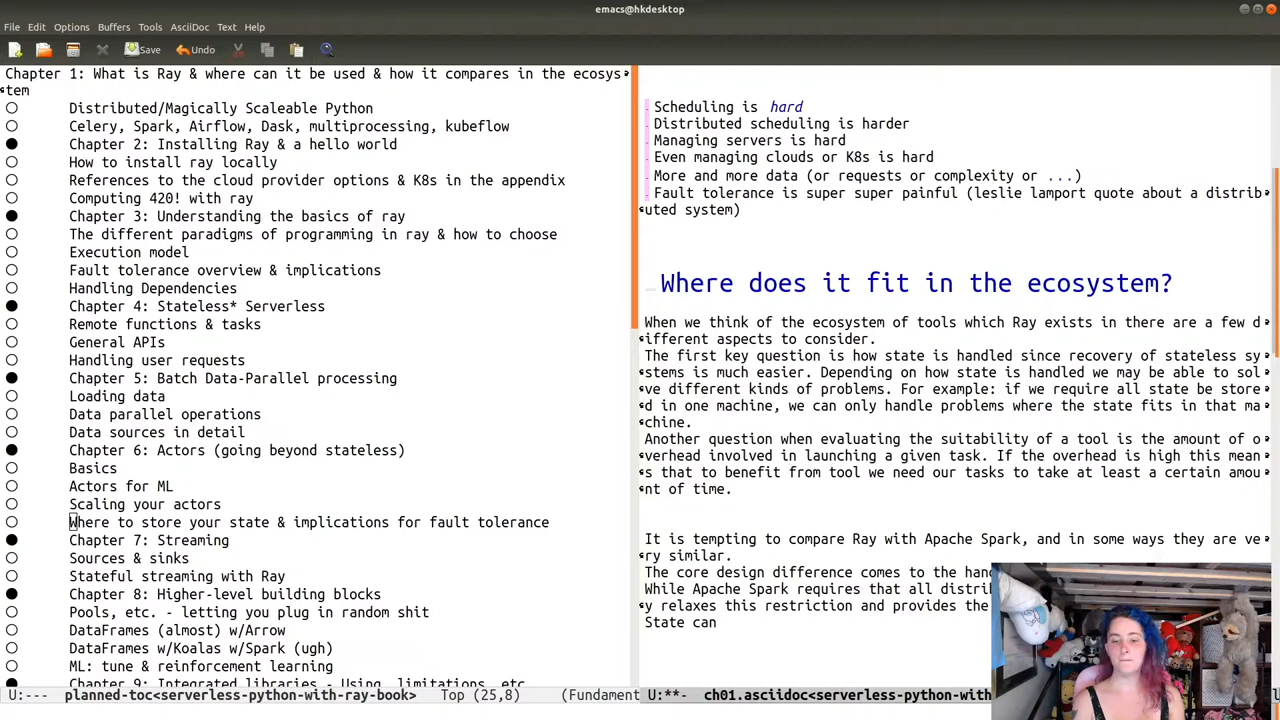 emacs@hkdesktop
File Edit Options Buffers Tools AsciiDoc Text Help
Save Undo
Chapter 1: What is Ray & where can it be used & how it compares in the ecosys
tem
Distributed/Magically Scaleable Python
Celery, Spark, Airflow, Dask, multiprocessing, kubeflow
Chapter 2: Installing Ray & a hello world
How to install ray locally
References to the cloud provider options & K8s in the appendix
Computing 420! with ray
Chapter 3: Understanding the basics of ray
The different paradigms of programming in ray & how to choose
Execution model
Fault tolerance overview & implications
Handling Dependencies
Chapter 4: Stateless* Serverless
Remote functions & tasks
General APIs
Handling user requests
Chapter 5: Batch Data-Parallel processing
Loading data
Data parallel operations
Data sources in detail
Chapter 6: Actors (going beyond stateless)
Basics
Actors for ML
Scaling your actors
Where to store your state & implications for fault tolerance
Chapter 7: Streaming
Sources & sinks
Stateful streaming with Ray
Chapter 8: Higher-level building blocks
Pools, etc. - letting you plug in random shit
DataFrames (almost) w/Arrow
DataFrames w/Koalas w/Spark (ugh)
ML: tune & reinforcement learning
Chapter 9: Integrated libraries - Using, limitations, etc
U:--- planned-toc<serverless-python-with-ray-book> Top (25,8) (Fundament
- Scheduling is hard
- Distributed scheduling is harder
- Managing servers is hard
- Even managing clouds or K8s is hard
- More and more data (or requests or complexity or ...)
- Fault tolerance is super super painful (leslie lamport quote about a distrib
uted system)
== Where does it fit in the ecosystem?
When we think of the ecosystem of tools which Ray exists in there are a few d
ifferent aspects to consider.
The first key question is how state is handled since recovery of stateless sy
stems is much easier. Depending on how state is handled we may be able to sol
ve different kinds of problems. For example: if we require all state be store
d in one machine, we can only handle problems where the state fits in that ma
chine.
Another question when evaluating the suitability of a tool is the amount of o
verhead involved in launching a given task. If the overhead is high this mean
s that to benefit from tool we need our tasks to take at least a certain amou
nt of time.
It is tempting to compare Ray with Apache Spark, and in some ways they are ve
ry similar.
The core design difference comes to the hand
While Apache Spark requires that all distrib
y relaxes this restriction and provides the
State can
U:**- ch01.asciidoc<serverless-python-with